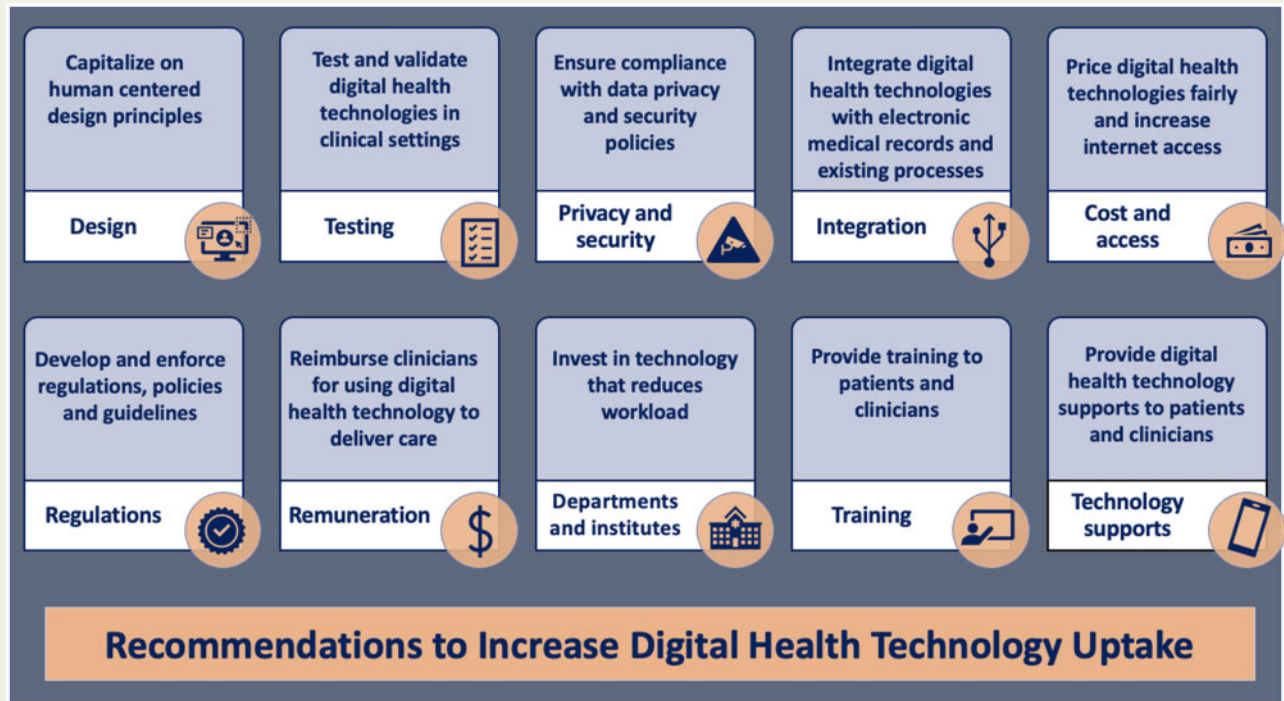 Capitalize on
human centered
design principles
Design
Test and validate
digital health
technologies in
clinical settings
Testing
Ensure compliance
with data privacy
and security
policies
Privacy and
security
Integrate digital
health technologies
with electronic
medical records and
existing processes
Integration
Price digital health
technologies fairly
and increase
internet access
Cost and
access
Develop and enforce
regulations, policies
and guidelines
Regulations
Reimburse clinicians
for using digital
health technology to
deliver care
Remuneration
Invest in technology
that reduces
workload
Departments
and institutes
Provide training to
patients and
clinicians
Training
Provide digital
health technology
supports to patients
and clinicians
Technology
supports
Recommendations to Increase Digital Health Technology Uptake